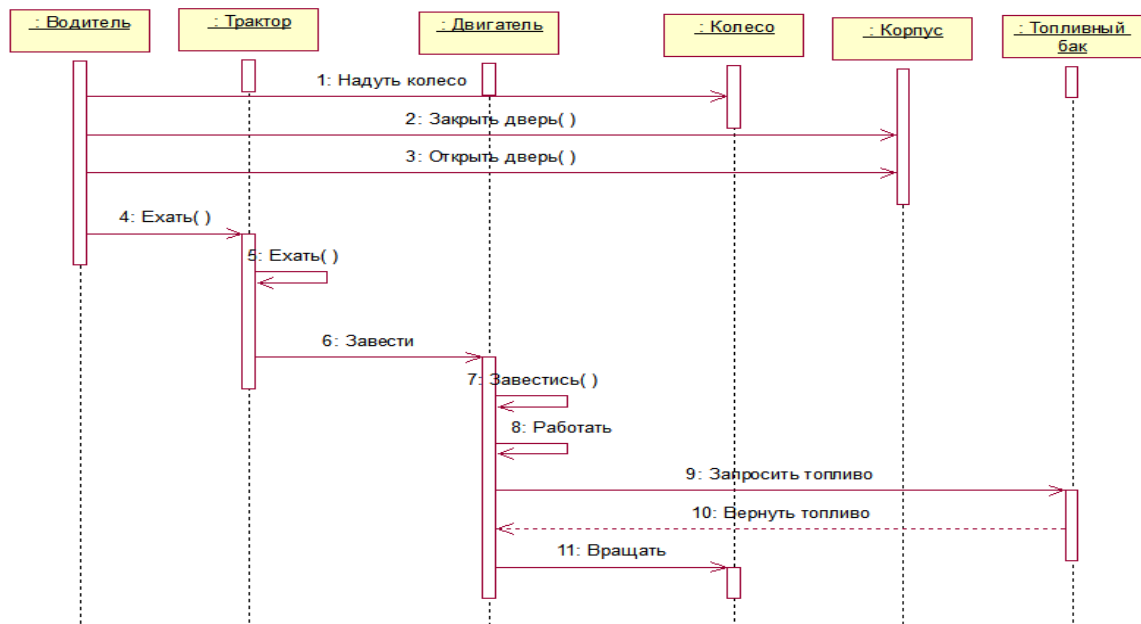 : Водитель
: Трактор
: Двигатель
: Колесо
: Корпус
: Топливный
бак
1: Надуть колесо
2: Закрыть дверь( )
3: Открыть дверь( )
4: Ехать( )
5: Ехать( )
6: Завести
7: Завестись( )
8: Работать
9: Запросить топливо
10: Вернуть топливо
11: Вращать